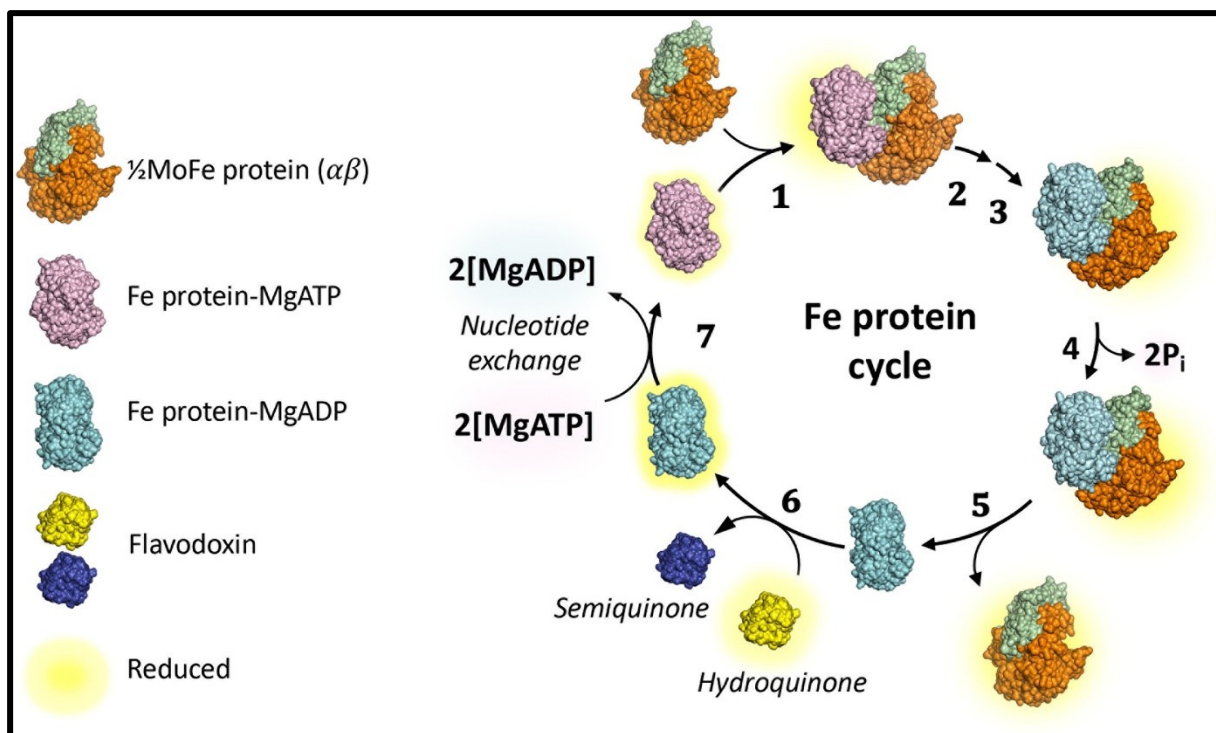 ½MoFe protein (αβ)
Fe protein-MgATP
Fe protein-MgADP
Flavodoxin
Reduced
1
2
3
2[MgADP]
Nucleotide
exchange
2[MgATP]
7
Fe protein
cycle
4
2Pi
6
5
Semiquinone
Hydroquinone